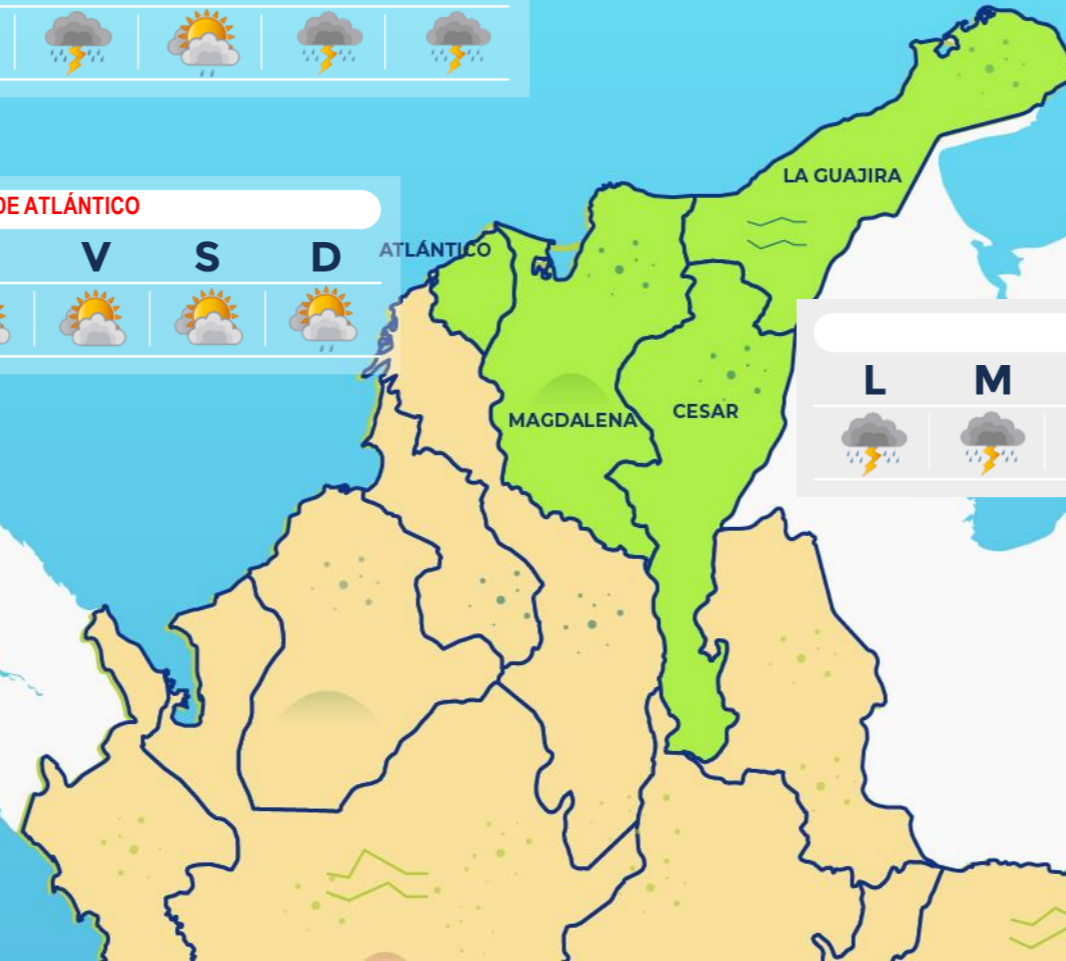 LA GUAJIRA
DE ATLÁNTICO
V S D
ATLÁNTICO
L M
MAGDALENA
CESAR